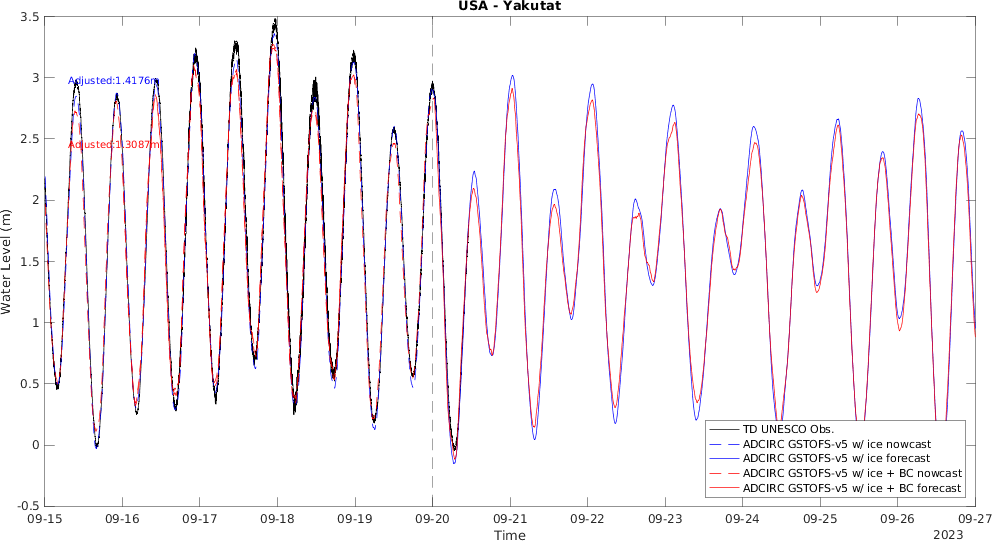 USA - Yakutat
3.5
3
2.5
2
1.5
1
0.5
0
-0.5
Water Level (m)
Adjusted:1.4176m
Adjusted:1.3087m
TD UNESCO Obs.
ADCIRC GSTOFS-v5 w/ ice nowcast
ADCIRC GSTOFS-v5 w/ ice forecast
ADCIRC GSTOFS-v5 w/ ice + BC nowcast
ADCIRC GSTOFS-v5 w/ ice + BC forecast
09-15 09-16 09-17 09-18 09-19 09-20 09-21 09-22 09-23 09-24 09-25 09-26 09-27
Time
2023